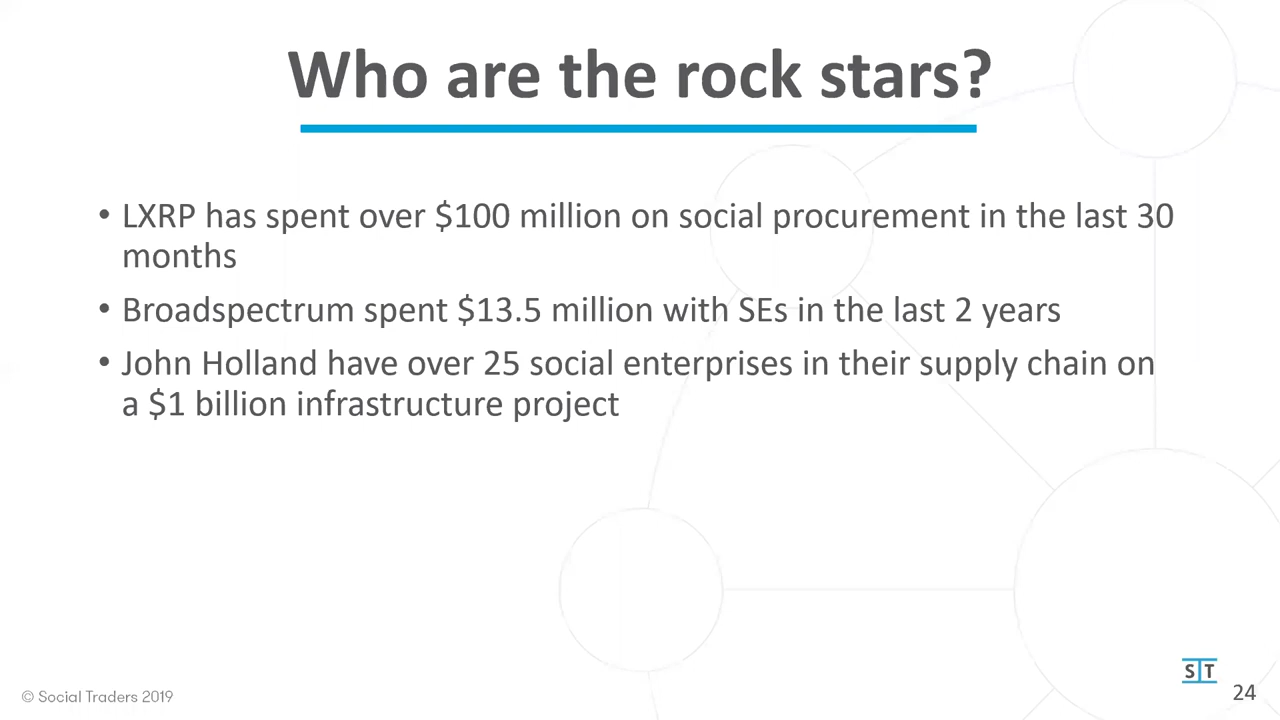 Who are the rock stars?
• LXRP has spent over $100 million on social procurement in the last 30
months
• Broadspectrum spent $13.5 million with SEs in the last 2 years
• John Holland have over 25 social enterprises in their supply chain on
a $1 billion infrastructure project
ST
© Social Traders 2019
24